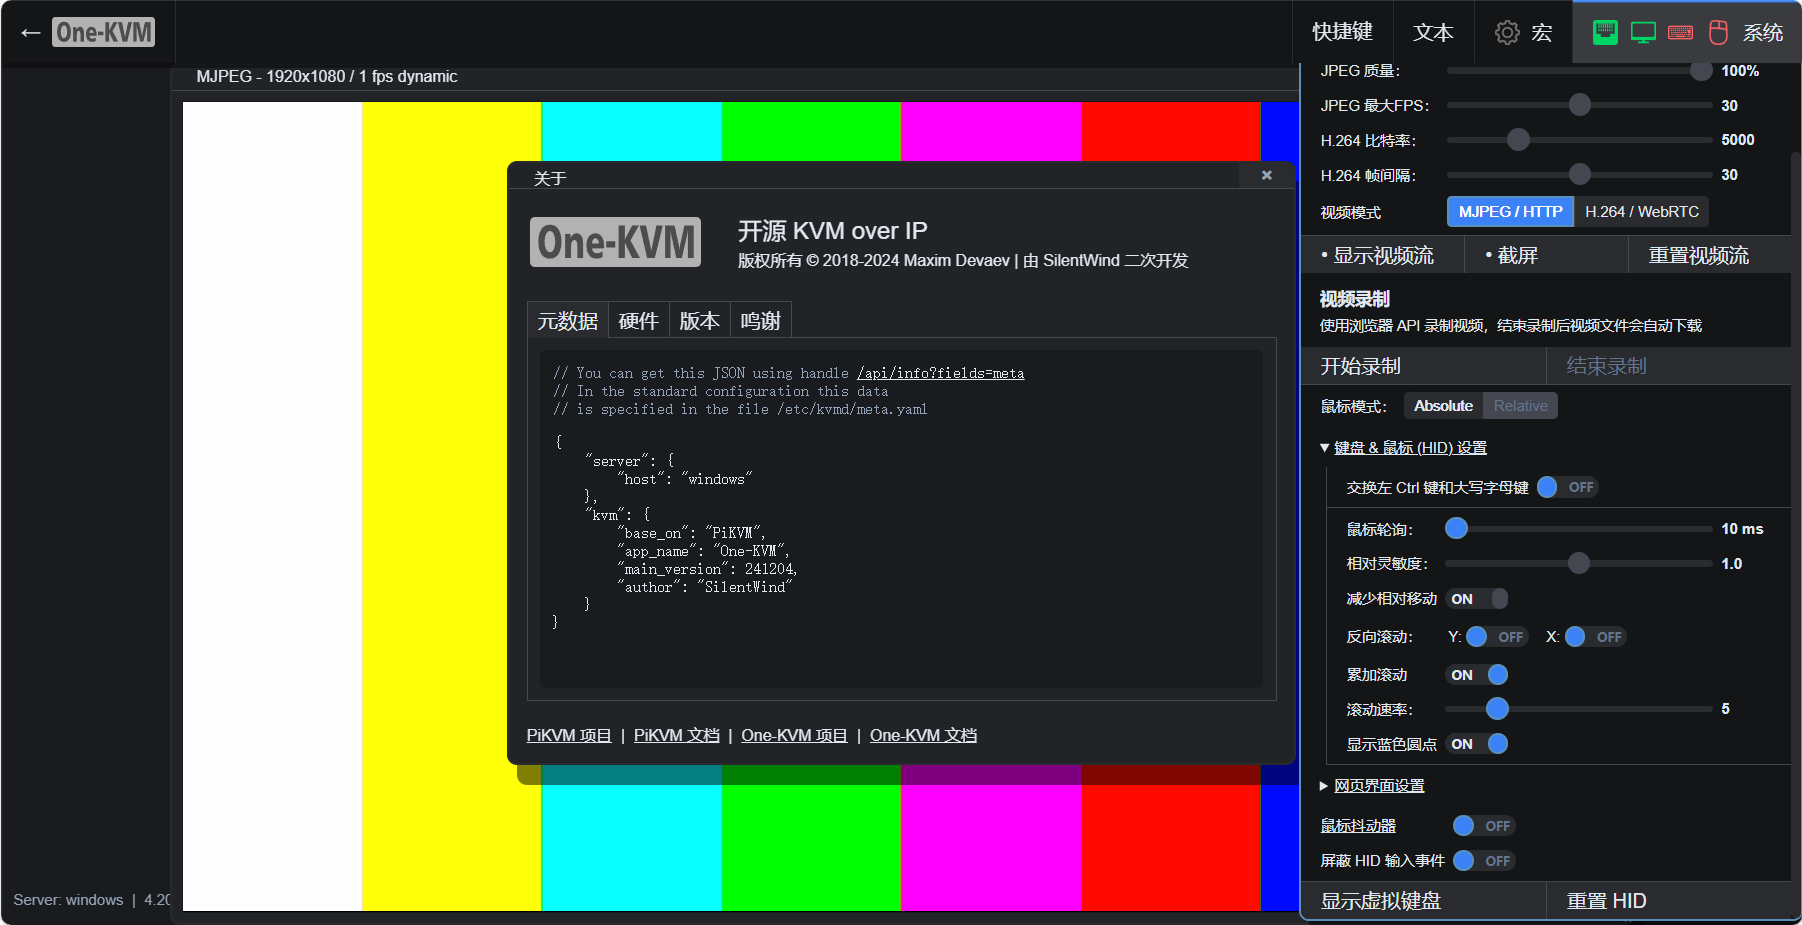 ← One-KVM
快捷键
文本
宏
系统
MJPEG - 1920x1080 / 1 fps dynamic
关于
×
One-KVM
开源 KVM over IP
版权所有 © 2018-2024 Maxim Devaev | 由 SilentWind 二次开发
元数据 硬件 版本 鸣谢
// You can get this JSON using handle /api/info?fields=meta
// In the standard configuration this data
// is specified in the file /etc/kvmd/meta.yaml
{
"server": {
"host": "windows"
},
"kvm": {
"base_on": "PiKVM",
"app_name": "One-KVM",
"main_version": 241204,
"author": "SilentWind"
}
}
PiKVM 项目 | PiKVM 文档 | One-KVM 项目 | One-KVM 文档
Server: windows | 4.20
JPEG 质量: 100%
JPEG 最大FPS: 30
H.264 比特率: 5000
H.264 帧间隔: 30
视频模式 MJPEG / HTTP H.264 / WebRTC
• 显示视频流 • 截屏 重置视频流
视频录制
使用浏览器 API 录制视频，结束录制后视频文件会自动下载
开始录制 结束录制
鼠标模式: Absolute Relative
▼ 键盘 & 鼠标 (HID) 设置
交换左 Ctrl 键和大写字母键 OFF
鼠标轮询: 10 ms
相对灵敏度: 1.0
减少相对移动 ON
反向滚动: Y: OFF X: OFF
累加滚动 ON
滚动速率: 5
显示蓝色圆点 ON
▶ 网页界面设置
鼠标抖动器 OFF
屏蔽 HID 输入事件 OFF
显示虚拟键盘 重置 HID